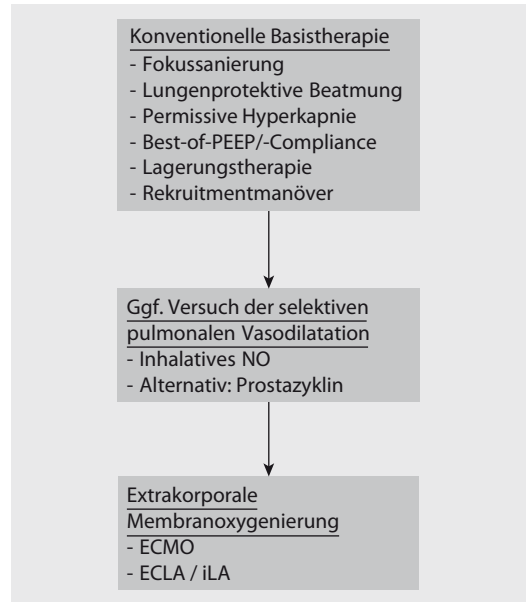 Konventionelle Basistherapie
- Fokussanierung
- Lungenprotektive Beatmung
- Permissive Hyperkapnie
- Best-of-PEEP/-Compliance
- Lagerungstherapie
- Rekruitmentmanöver
Ggf. Versuch der selektiven
pulmonalen Vasodilatation
- Inhalatives NO
- Alternativ: Prostazyklin
Extrakorporale
Membranoxygenierung
- ECMO
- ECLA / iLA